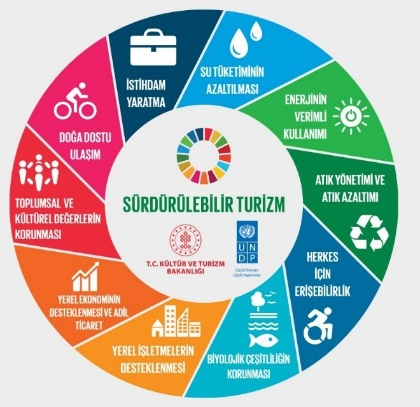 İSTİHDAM
YARATMA
SU TÜKETİMİNİN
AZALTILMASI
ENERJİNİN
VERİMLİ
KULLANIMI
ATIK YÖNETİMİ VE
ATIK AZALTIMI
HERKES
İÇİN
ERİŞEBİLİRLİK
BİYOLOJİK ÇEŞİTLİLİĞİN
KORUNMASI
YEREL İŞLETMELERİN
DESTEKLENMESİ
YEREL EKONOMİNİN
DESTEKLENMESİ VE ADİL
TİCARET
TOPLUMSAL VE
KÜLTÜREL DEĞERLERİN
KORUNMASI
DOĞA DOSTU
ULAŞIM
SÜRDÜRÜLEBİLİR TURİZM
T.C. KÜLTÜR VE TURİZM
BAKANLIĞI
U N
D P